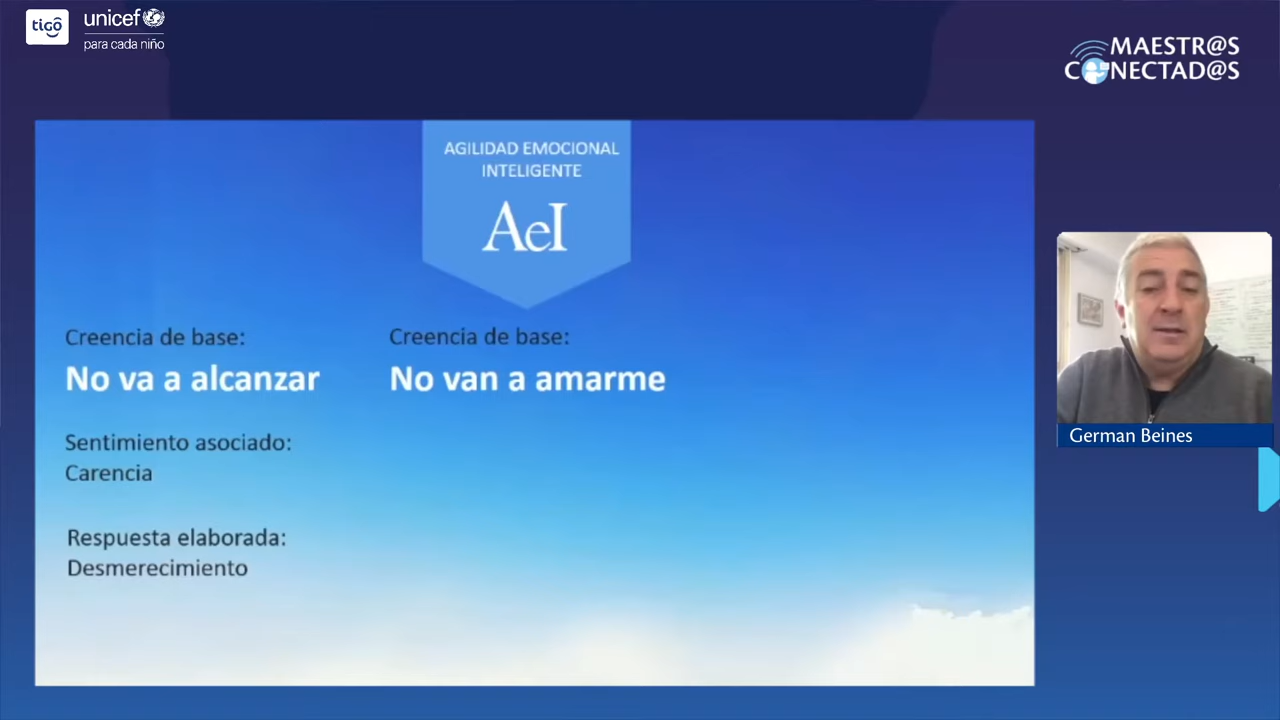 tigô
unicef
para cada niño
MAESTR@S
CONECTAD@S
AGILIDAD EMOCIONAL
INTELIGENTE
AeI
Creencia de base:
No va a alcanzar
Sentimiento asociado:
Carencia
Respuesta elaborada:
Desmerecimiento
Creencia de base:
No van a amarme
German Beines